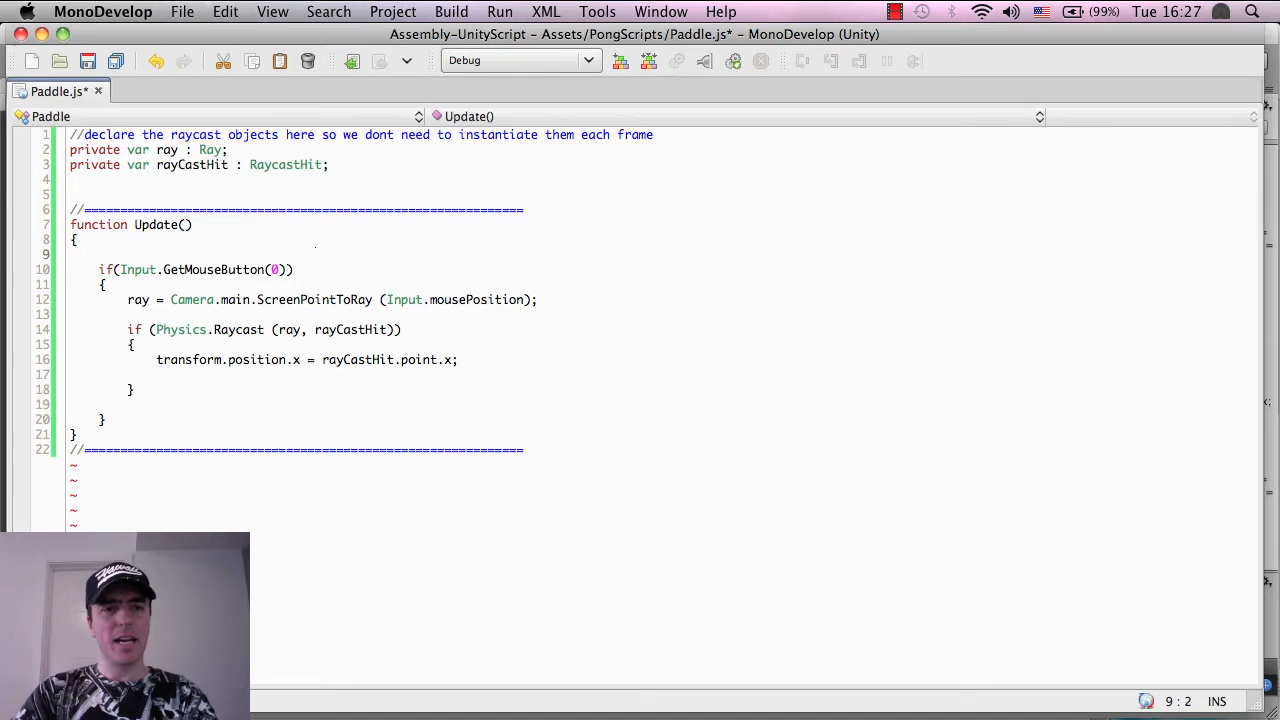 MonoDevelop File Edit View Search Project Build Run XML Tools Window Help (99%) Tue 16:27
Assembly-UnityScript - Assets/PongScripts/Paddle.js* - MonoDevelop (Unity)
Debug
Paddle.js*
Paddle Update()
1 //declare the raycast objects here so we dont need to instantiate them each frame
2 private var ray : Ray;
3 private var rayCastHit : RaycastHit;
4
5
6 //=============================================================
7 function Update()
8 {
9
10 if(Input.GetMouseButton(0))
11 {
12 ray = Camera.main.ScreenPointToRay (Input.mousePosition);
13
14 if (Physics.Raycast (ray, rayCastHit))
15 {
16 transform.position.x = rayCastHit.point.x;
17
18 }
19
20 }
21 }
22 //=============================================================
~
~
~
~
~
9 : 2 INS